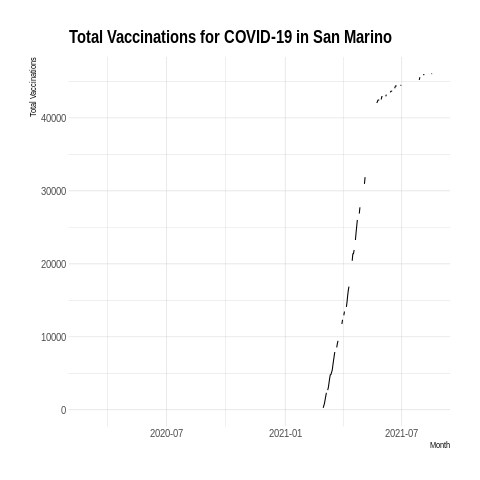 Total Vaccinations for COVID-19 in San Marino
Total Vaccinations
40000
30000
20000
10000
0
2020-07 2021-01 2021-07
Month